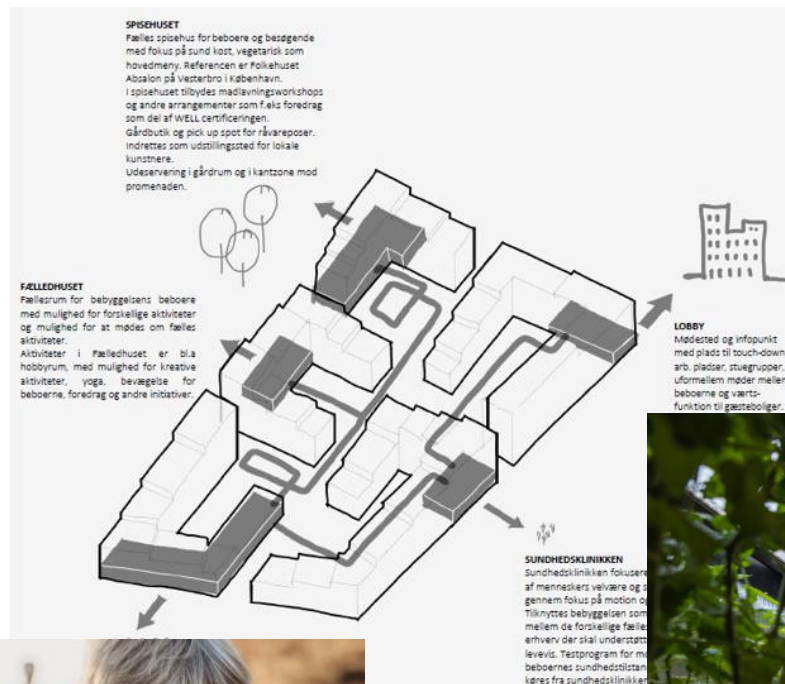 SPISEHUSET
Fælles spisehus for beboere og besøgende
med fokus på sund kost, vegetarisk som
hovedmeny. Referencen er Folkehuset
Absalon på Vesterbro i København.
I spisehuset tilbydes madlavningsworkshops
og andre arrangementer som f.eks foredrag
som del af WELL certificeringen.
Gårdbutik og pick up spot for råvareposer.
Indrettes som udstillingssted for lokale
kunstnere.
Udeservering i gårdrum og i kantzone mod
promenaden.
FÆLLEDHUSET
Fællesrum for bebyggelsens beboere
med mulighed for forskellige aktiviteter
og mulighed for at mødes om fælles
aktiviteter.
Aktiviteter i Fælledhuset er bl.a
hobbyrum, med mulighed for kreative
aktiviteter, yoga, bevægelse for
beboerne, foredrag og andre initiativer.
LOBBY
Mødested og infopunkt
med plads til touch-down
arb. pladser, stuegrupper,
uformellem møder mellem
beboerne og værts-
funktion til gæsteboliger.
SUNDHEDSKLINIKKEN
Sundhedsklinikken fokusere
af menneskers velvære og s
gennem fokus på motion og
Tilknyttes bebyggelsen som
mellem de forskellige fælles
erhverv der skal understøtt
levevis. Testprogram for mo
beboernes sundhedstilstan
køres fra sundhedsklinikken